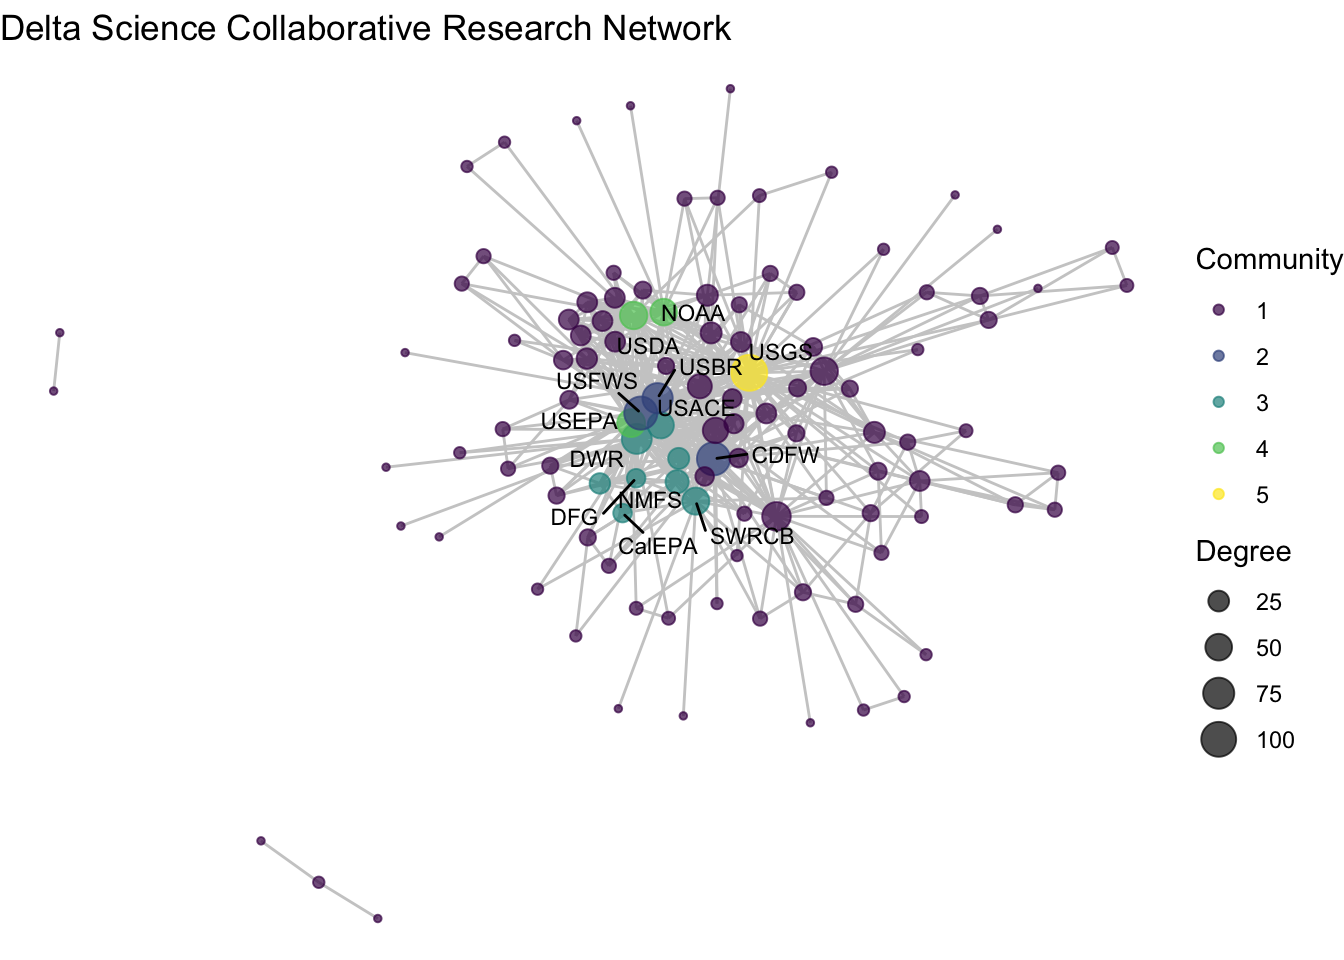 Delta Science Collaborative Research Network
NOAA
USDA
USGS
USBR
USFWS
USACE
USEPA
CDFW
DWR
NMFS
DFG
SWRCB
CalEPA
Community
1
2
3
4
5
Degree
25
50
75
100